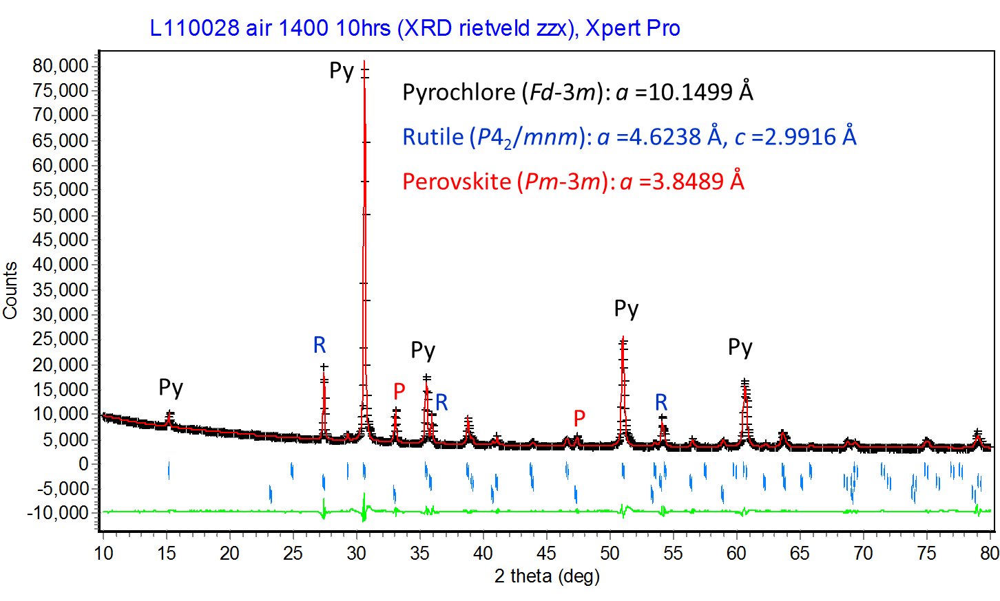 L110028 air 1400 10hrs (XRD rietveld zzx), Xpert Pro
Pyrochlore (Fd-3m): a =10.1499 Å
Rutile (P4₂/mnm): a =4.6238 Å, c =2.9916 Å
Perovskite (Pm-3m): a =3.8489 Å
Py
R
Py
P
Py
R
P
Py
R
Py
Counts
80,000
75,000
70,000
65,000
60,000
55,000
50,000
45,000
40,000
35,000
30,000
25,000
20,000
15,000
10,000
5,000
0
-5,000
-10,000
10 15 20 25 30 35 40 45 50 55 60 65 70 75 80
2 theta (deg)